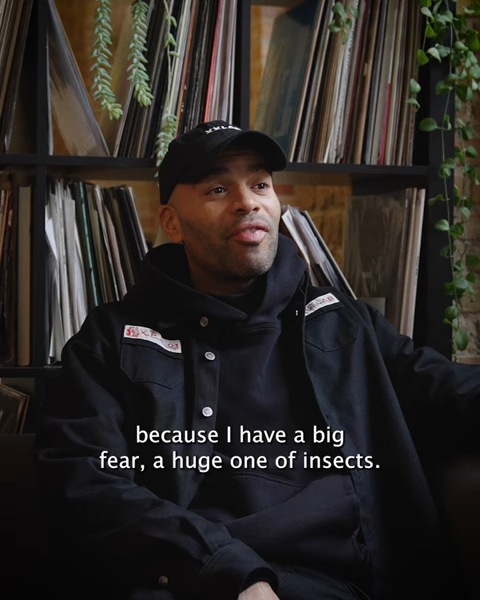 because I have a big
fear, a huge one of insects.